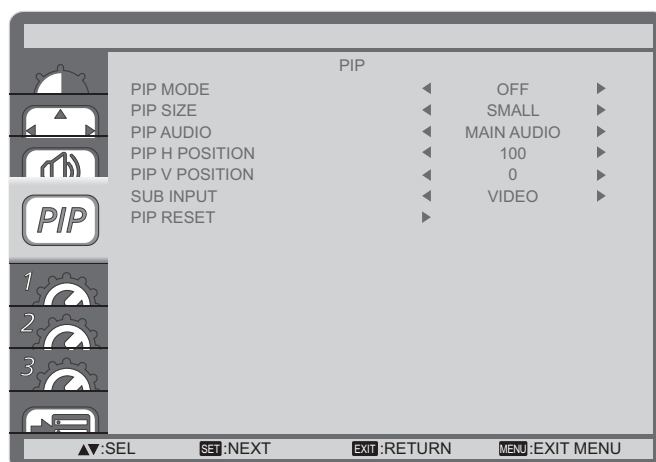 PIP
PIP MODE ◀ OFF ▶
PIP SIZE ◀ SMALL ▶
PIP AUDIO ◀ MAIN AUDIO ▶
PIP H POSITION ◀ 100 ▶
PIP V POSITION ◀ 0 ▶
SUB INPUT ◀ VIDEO ▶
PIP RESET ▶
PIP
1
2
3
▲▼:SEL SET:NEXT EXIT:RETURN MENU:EXIT MENU